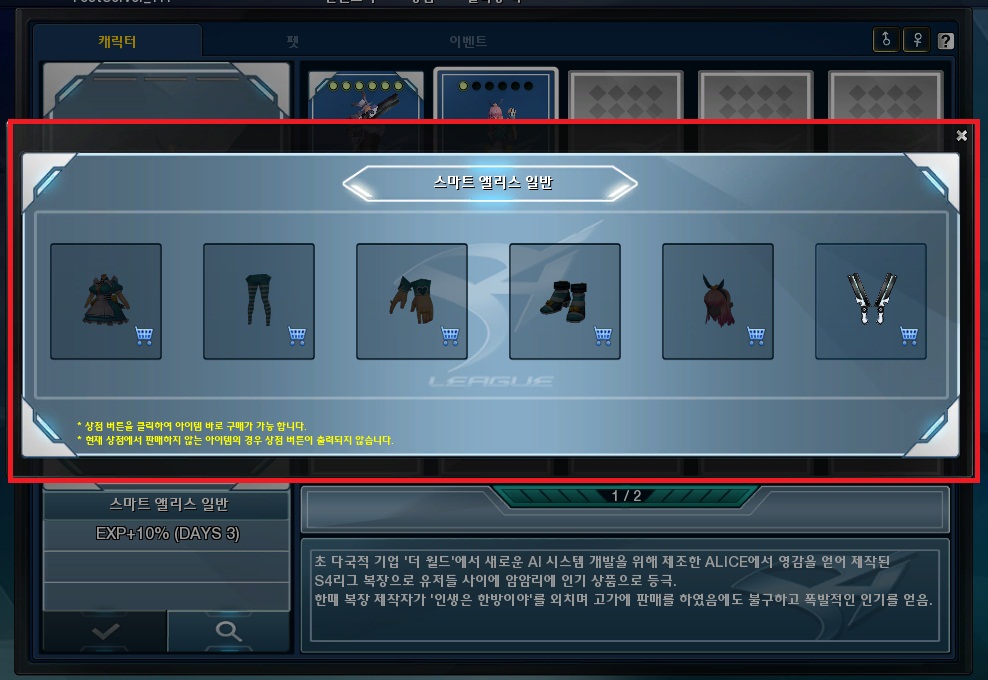 캐릭터
펫
이벤트
?
스마트 앨리스 일반
LEAGUE
* 상점 버튼을 클릭하여 아이템 바로 구매가 가능 합니다.
* 현재 상점에서 판매하지 않는 아이템의 경우 상점 버튼이 출력되지 않습니다.
스마트 앨리스 일반
EXP+10% (DAYS 3)
1 / 2
초 다국적 기업 '더 월드'에서 새로운 AI 시스템 개발을 위해 제조한 ALICE에서 영감을 얻어 제작된
S4리그 복장으로 유저들 사이에 암암리에 인기 상품으로 등극.
한때 복장 제작자가 '인생은 한방이야'를 외치며 고가에 판매를 하였음에도 불구하고 폭발적인 인기를 얻음.